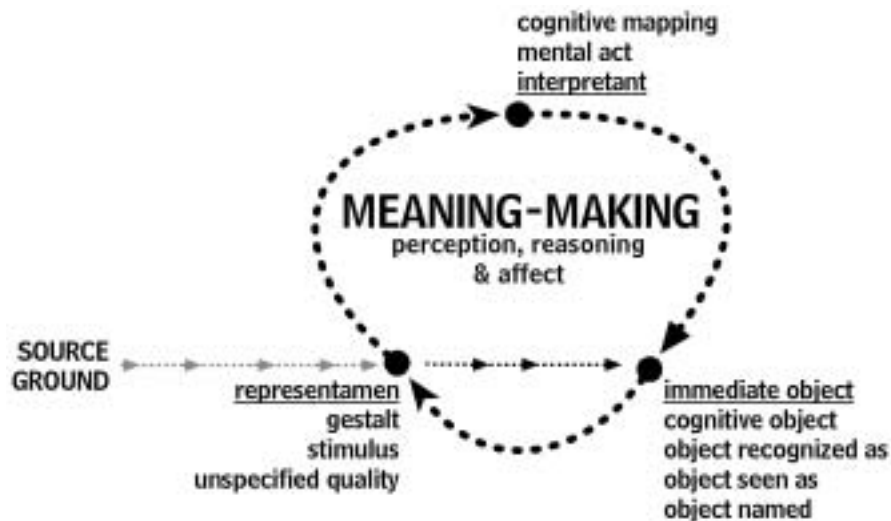 cognitive mapping
mental act
interpretant
MEANING-MAKING
perception, reasoning
& affect
SOURCE
GROUND
representamen
gestalt
stimulus
unspecified quality
immediate object
cognitive object
object recognized as
object seen as
object named